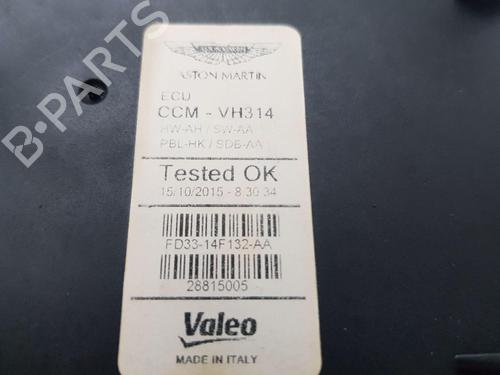 ASTON MARTIN
ECU
CCM - VH314
HW-AH / SW-AA
PBL-HK / SDB-AA
Tested OK
15/10/2015 - 8:30:34
FD33-14F132-AA
28815005
Valeo
MADE IN ITALY
B-PARTS